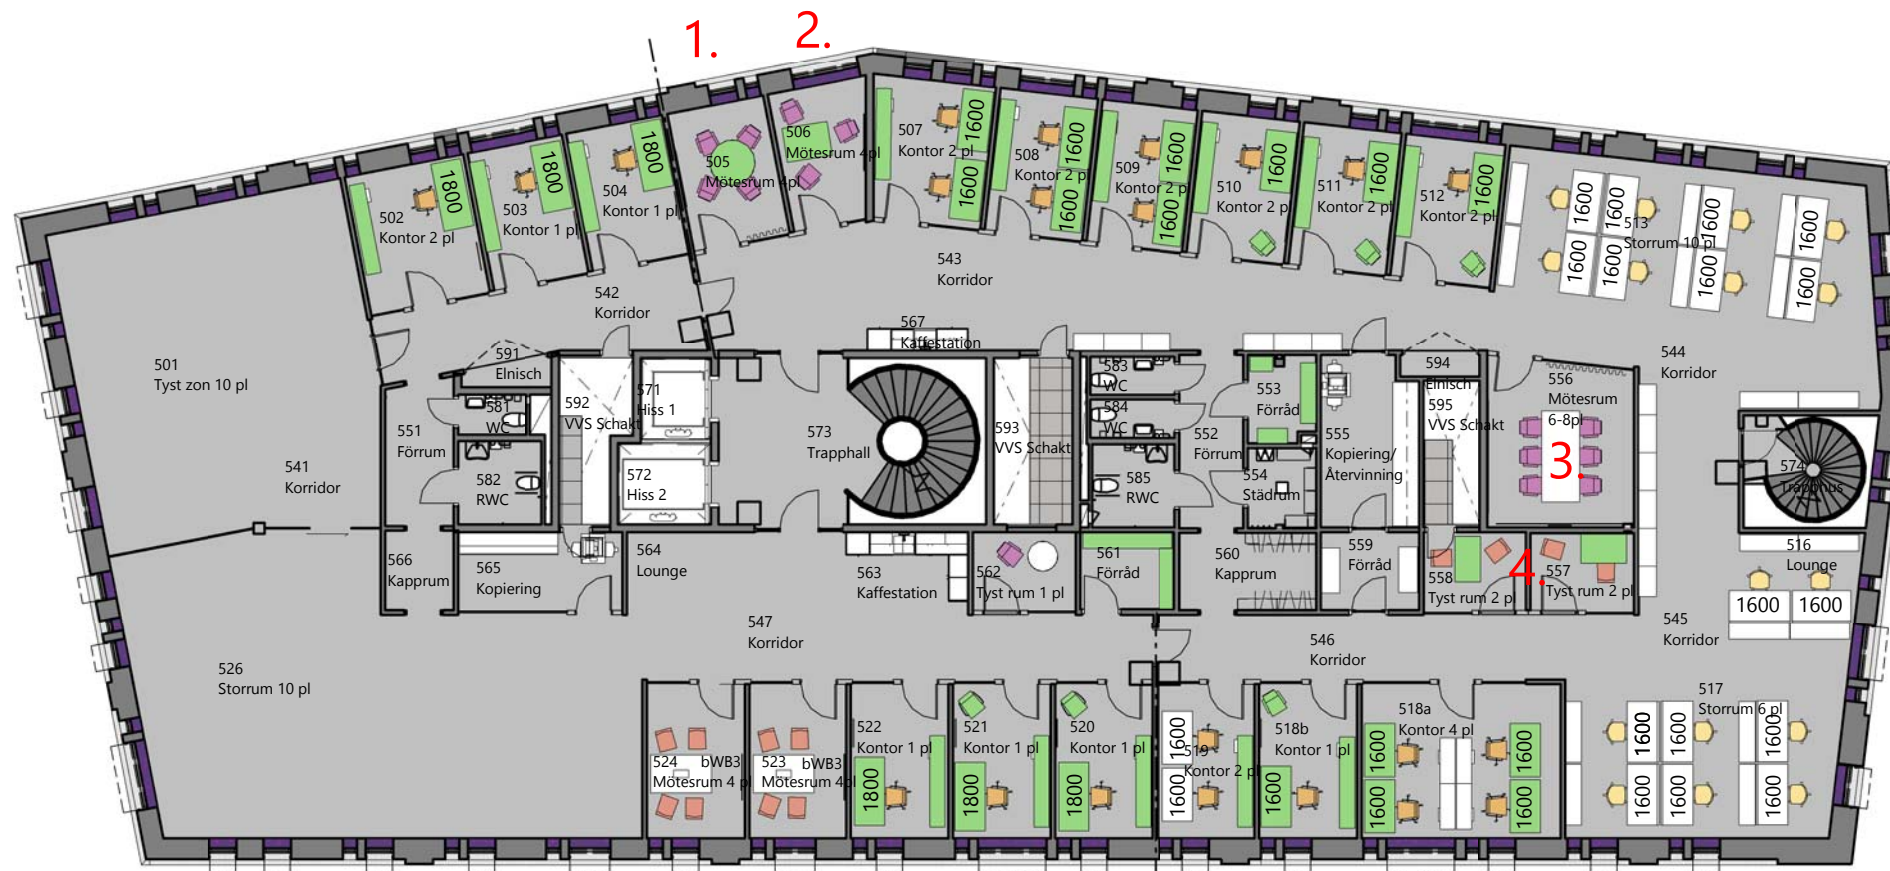 1.
2.
501
Tyst zon 10 pl
502
Kontor 2 pl
1800
503
Kontor 1 pl
1800
504
Kontor 1 pl
1800
505
Mötesrum 4pl
506
Mötesrum 4pl
507
Kontor 2 pl
1600
1600
508
Kontor 2 pl
1600
1600
509
Kontor 2 p
1600
1600
510
Kontor 2 pl
1600
511
Kontor 2 pl
1600
512
Kontor 2 pl
1600
513
Storrum 10 pl
1600
1600
1600
1600
1600
1600
1600
1600
542
Korridor
543
Korridor
544
Korridor
567
Kaffestation
591
Elnisch
581
WC
582
RWC
551
Förrum
541
Korridor
592
VVS Schakt
571
Hiss 1
572
Hiss 2
573
Trapphall
593
VVS Schakt
583
WC
584
WC
585
RWC
552
Förrum
553
Förråd
554
Städrum
555
Kopiering/
Återvinning
594
Elnisch
595
VVS Schakt
556
Mötesrum
6-8pl
3.
574
Trapphus
566
Kapprum
565
Kopiering
564
Lounge
563
Kaffestation
562
Tyst rum 1 pl
561
Förråd
560
Kapprum
559
Förråd
558
Tyst rum 2 pl
4.
557
Tyst rum 2 pl
516
Lounge
1600
1600
545
Korridor
546
Korridor
547
Korridor
526
Storrum 10 pl
524
bWB3
Mötesrum 4 pl
523
bWB3
Mötesrum 4pl
522
Kontor 1 pl
1800
521
Kontor 1 pl
1800
520
Kontor 1 pl
1800
519
Kontor 2 pl
1600
1600
518b
Kontor 1 pl
1600
518a
Kontor 4 pl
1600
1600
1600
1600
517
Storrum 6 pl
1600
1600
1600
1600
1600
1600